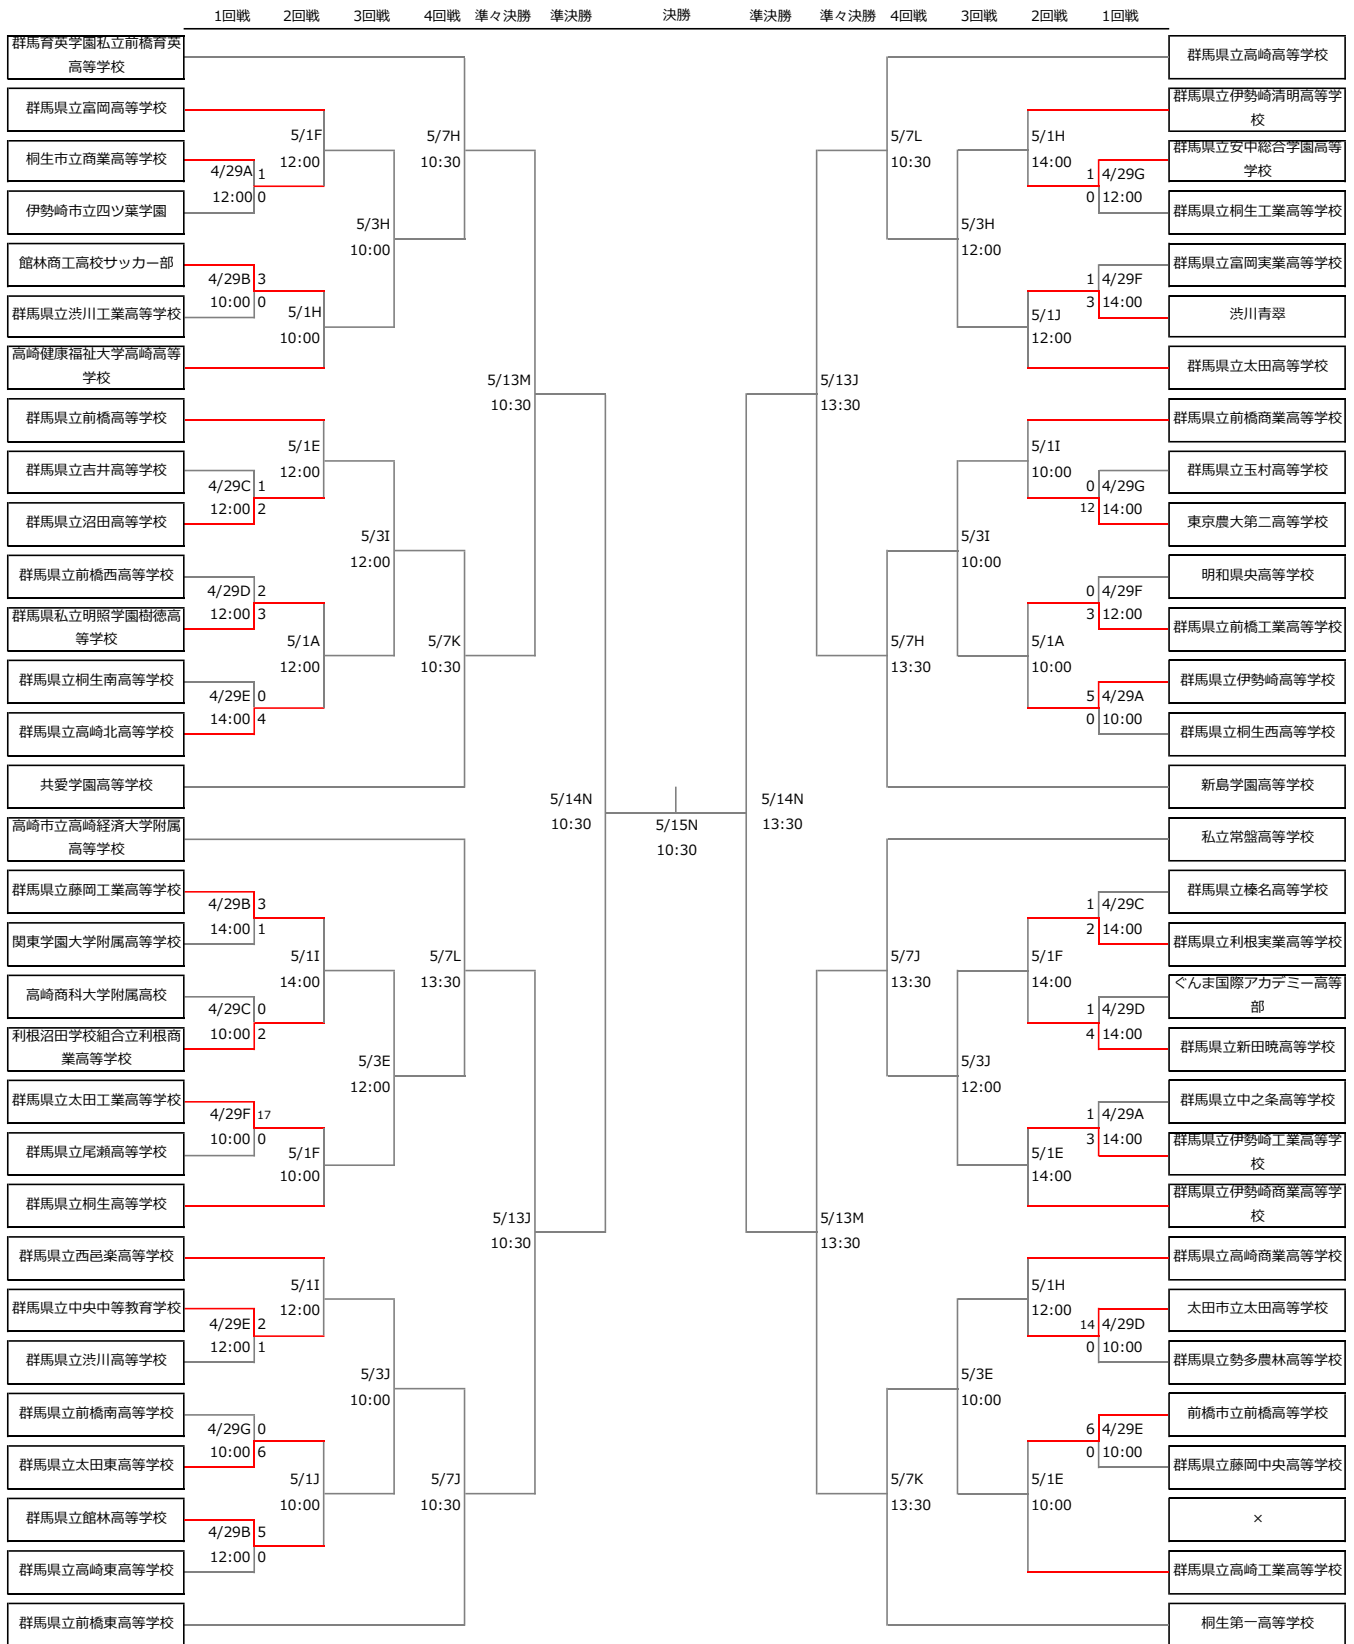 1回戦 2回戦 3回戦 4回戦 準々決勝 準決勝 決勝 準決勝 準々決勝 4回戦 3回戦 2回戦 1回戦
群馬育英学園私立前橋育英
高等学校
群馬県立富岡高等学校
5/1F
12:00
5/7H
10:30
桐生市立商業高等学校
4/29A 1
12:00 0
伊勢崎市立四ツ葉学園
5/3H
10:00
館林商工高校サッカー部
4/29B 3
10:00 0
群馬県立渋川工業高等学校
5/1H
10:00
高崎健康福祉大学高崎高等
学校
5/13M
10:30
群馬県立前橋高等学校
5/1E
12:00
群馬県立吉井高等学校
4/29C 1
12:00 2
群馬県立沼田高等学校
5/3I
12:00
群馬県立前橋西高等学校
4/29D 2
12:00 3
群馬県私立明照学園樹徳高
等学校
5/1A
12:00
5/7K
10:30
群馬県立桐生南高等学校
4/29E 0
14:00 4
群馬県立高崎北高等学校
共愛学園高等学校
5/14N
10:30
高崎市立高崎経済大学附属
高等学校
群馬県立藤岡工業高等学校
4/29B 3
14:00 1
関東学園大学附属高等学校
5/1I
14:00
5/7L
13:30
高崎商科大学附属高校
4/29C 0
10:00 2
利根沼田学校組合立利根商
業高等学校
5/3E
12:00
群馬県立太田工業高等学校
4/29F 17
10:00 0
群馬県立尾瀬高等学校
5/1F
10:00
群馬県立桐生高等学校
5/13J
10:30
群馬県立西邑楽高等学校
5/1I
12:00
群馬県立中央中等教育学校
4/29E 2
12:00 1
群馬県立渋川高等学校
5/3J
10:00
群馬県立前橋南高等学校
4/29G 0
10:00 6
群馬県立太田東高等学校
5/1J
10:00
5/7J
10:30
群馬県立館林高等学校
4/29B 5
12:00 0
群馬県立高崎東高等学校
群馬県立前橋東高等学校
5/15N
10:30
群馬県立高崎高等学校
群馬県立伊勢崎清明高等学
校
5/7L
10:30
5/1H
14:00
群馬県立安中総合学園高等
学校
1 4/29G
0 12:00
群馬県立桐生工業高等学校
5/3H
12:00
群馬県立富岡実業高等学校
1 4/29F
3 14:00
渋川青翠
5/1J
12:00
群馬県立太田高等学校
5/13J
13:30
群馬県立前橋商業高等学校
5/1I
10:00
群馬県立玉村高等学校
0 4/29G
12 14:00
東京農大第二高等学校
5/3I
10:00
明和県央高等学校
0 4/29F
3 12:00
群馬県立前橋工業高等学校
5/7H
13:30
5/1A
10:00
群馬県立伊勢崎高等学校
5 4/29A
0 10:00
群馬県立桐生西高等学校
新島学園高等学校
5/14N
13:30
私立常盤高等学校
群馬県立榛名高等学校
1 4/29C
2 14:00
群馬県立利根実業高等学校
5/7J
13:30
5/1F
14:00
ぐんま国際アカデミー高等
部
1 4/29D
4 14:00
群馬県立新田暁高等学校
5/3J
12:00
群馬県立中之条高等学校
1 4/29A
3 14:00
群馬県立伊勢崎工業高等学
校
5/1E
14:00
群馬県立伊勢崎商業高等学
校
5/13M
13:30
群馬県立高崎商業高等学校
5/1H
12:00
太田市立太田高等学校
14 4/29D
0 10:00
群馬県立勢多農林高等学校
5/3E
10:00
前橋市立前橋高等学校
6 4/29E
0 10:00
群馬県立藤岡中央高等学校
5/7K
13:30
5/1E
10:00
×
群馬県立高崎工業高等学校
桐生第一高等学校